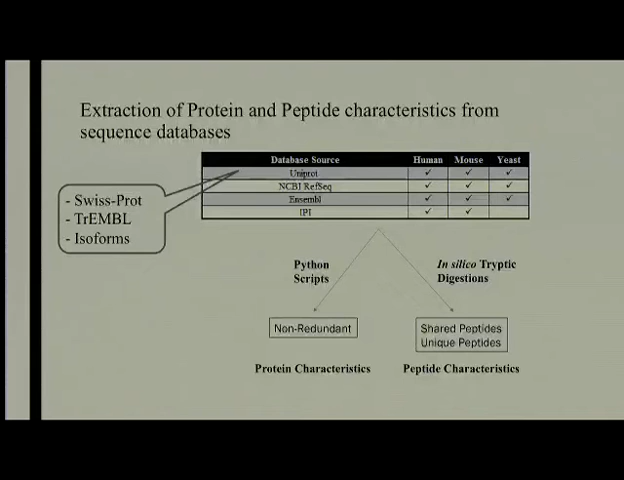 Extraction of Protein and Peptide characteristics from
sequence databases
Database Source Human Mouse Yeast
Uniprot ✓ ✓ ✓
NCBI RefSeq ✓ ✓ ✓
Ensembl ✓ ✓ ✓
IPI ✓ ✓
- Swiss-Prot
- TrEMBL
- Isoforms
Python
Scripts
In silico Tryptic
Digestions
Non-Redundant
Shared Peptides
Unique Peptides
Protein Characteristics
Peptide Characteristics